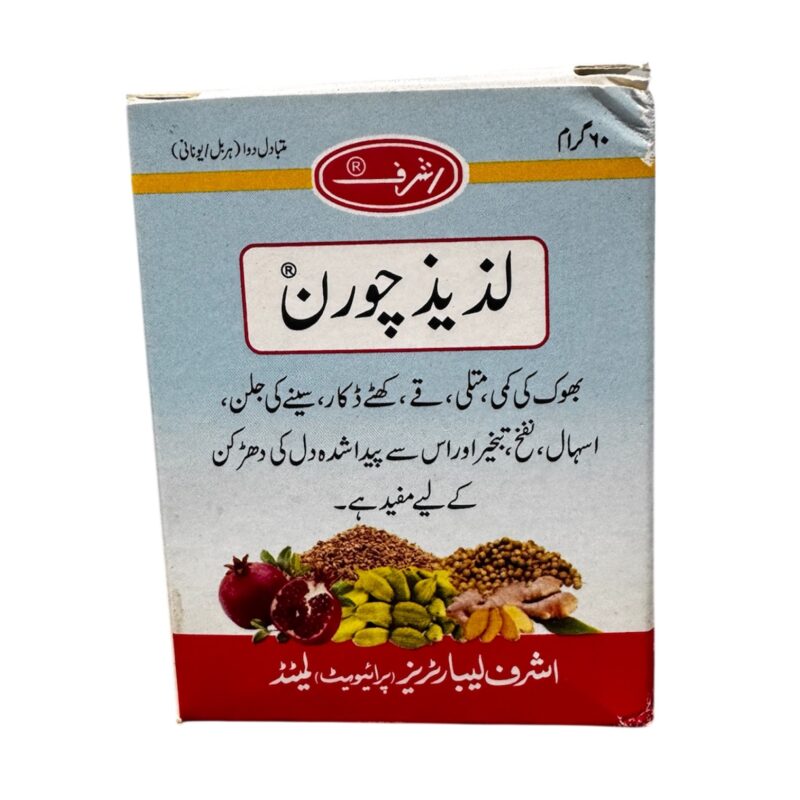 ۶۰ گرام
متبادل دوا (ہربل/یونانی)
اشرف ®
لذیذ چورن ®
بھوک کی کمی، متلی، قے، کھٹے ڈکار، سینے کی جلن،
اسہال، نفخ، تبخیر اور اس سے پیدا شدہ دل کی دھڑکن
کے لیے مفید ہے۔
اشرف لیبارٹریز (پرائیویٹ) لمیٹڈ